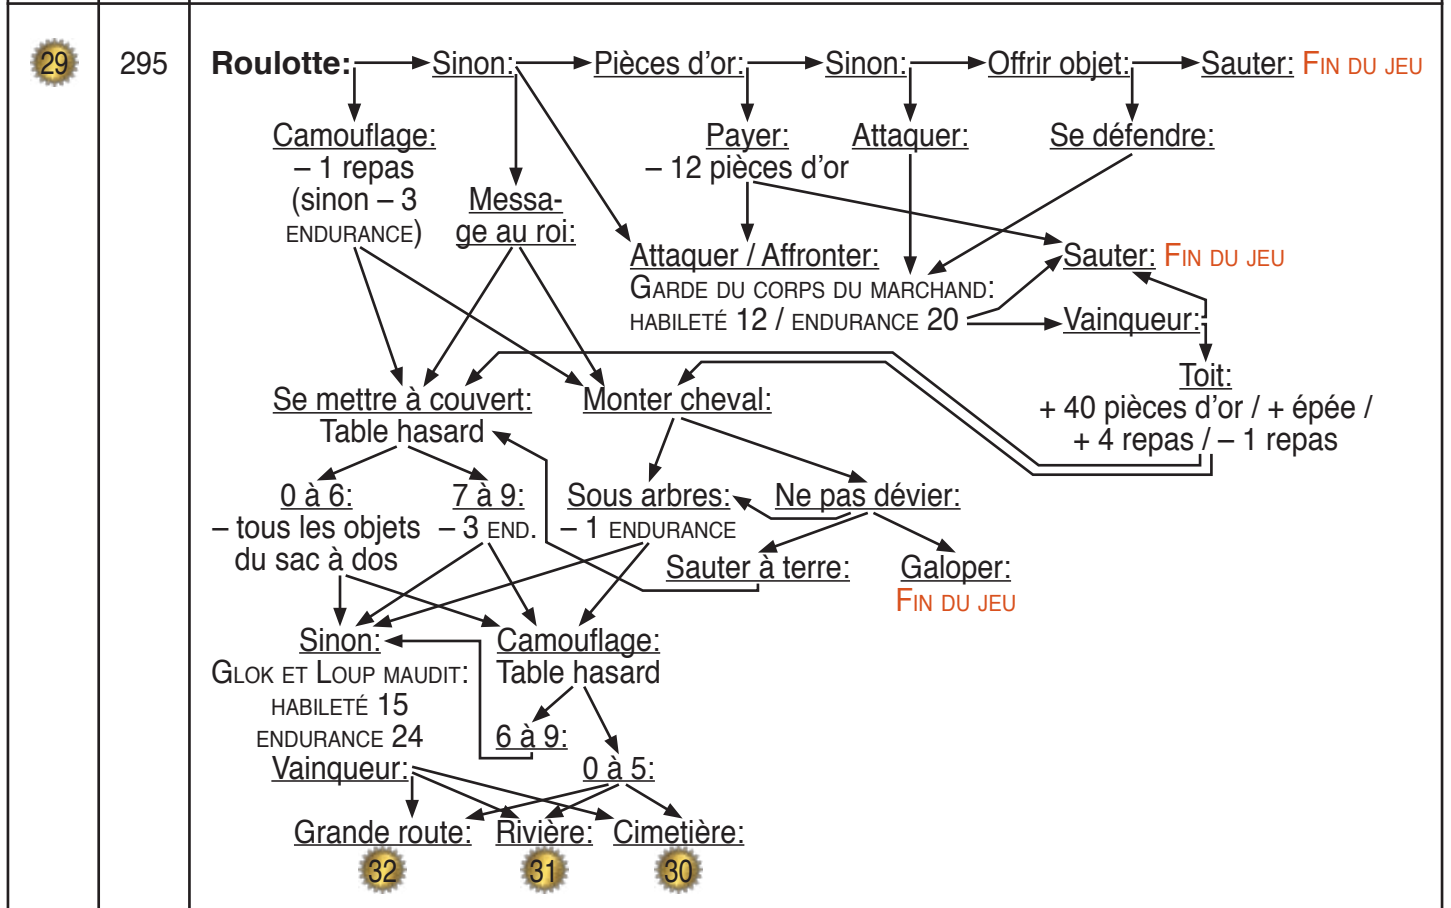 29 295 Roulotte: Sinon: Pièces d'or: Sinon: Offrir objet: Sauter: FIN DU JEU
Camouflage: Payer: Attaquer: Se défendre:
– 1 repas – 12 pièces d'or
(sinon – 3 Messa-
ENDURANCE) ge au roi:
Attaquer / Affronter: Sauter: FIN DU JEU
GARDE DU CORPS DU MARCHAND:
HABILETÉ 12 / ENDURANCE 20 Vainqueur:
Toit:
Se mettre à couvert: Monter cheval: + 40 pièces d'or / + épée /
Table hasard + 4 repas / – 1 repas
0 à 6: 7 à 9: Sous arbres: Ne pas dévier:
– tous les objets – 3 END. – 1 ENDURANCE
du sac à dos Sauter à terre: Galoper:
FIN DU JEU
Sinon: Camouflage:
GLOK ET LOUP MAUDIT: Table hasard
HABILETÉ 15
ENDURANCE 24 6 à 9:
Vainqueur: 0 à 5:
Grande route: Rivière: Cimetière:
32 31 30